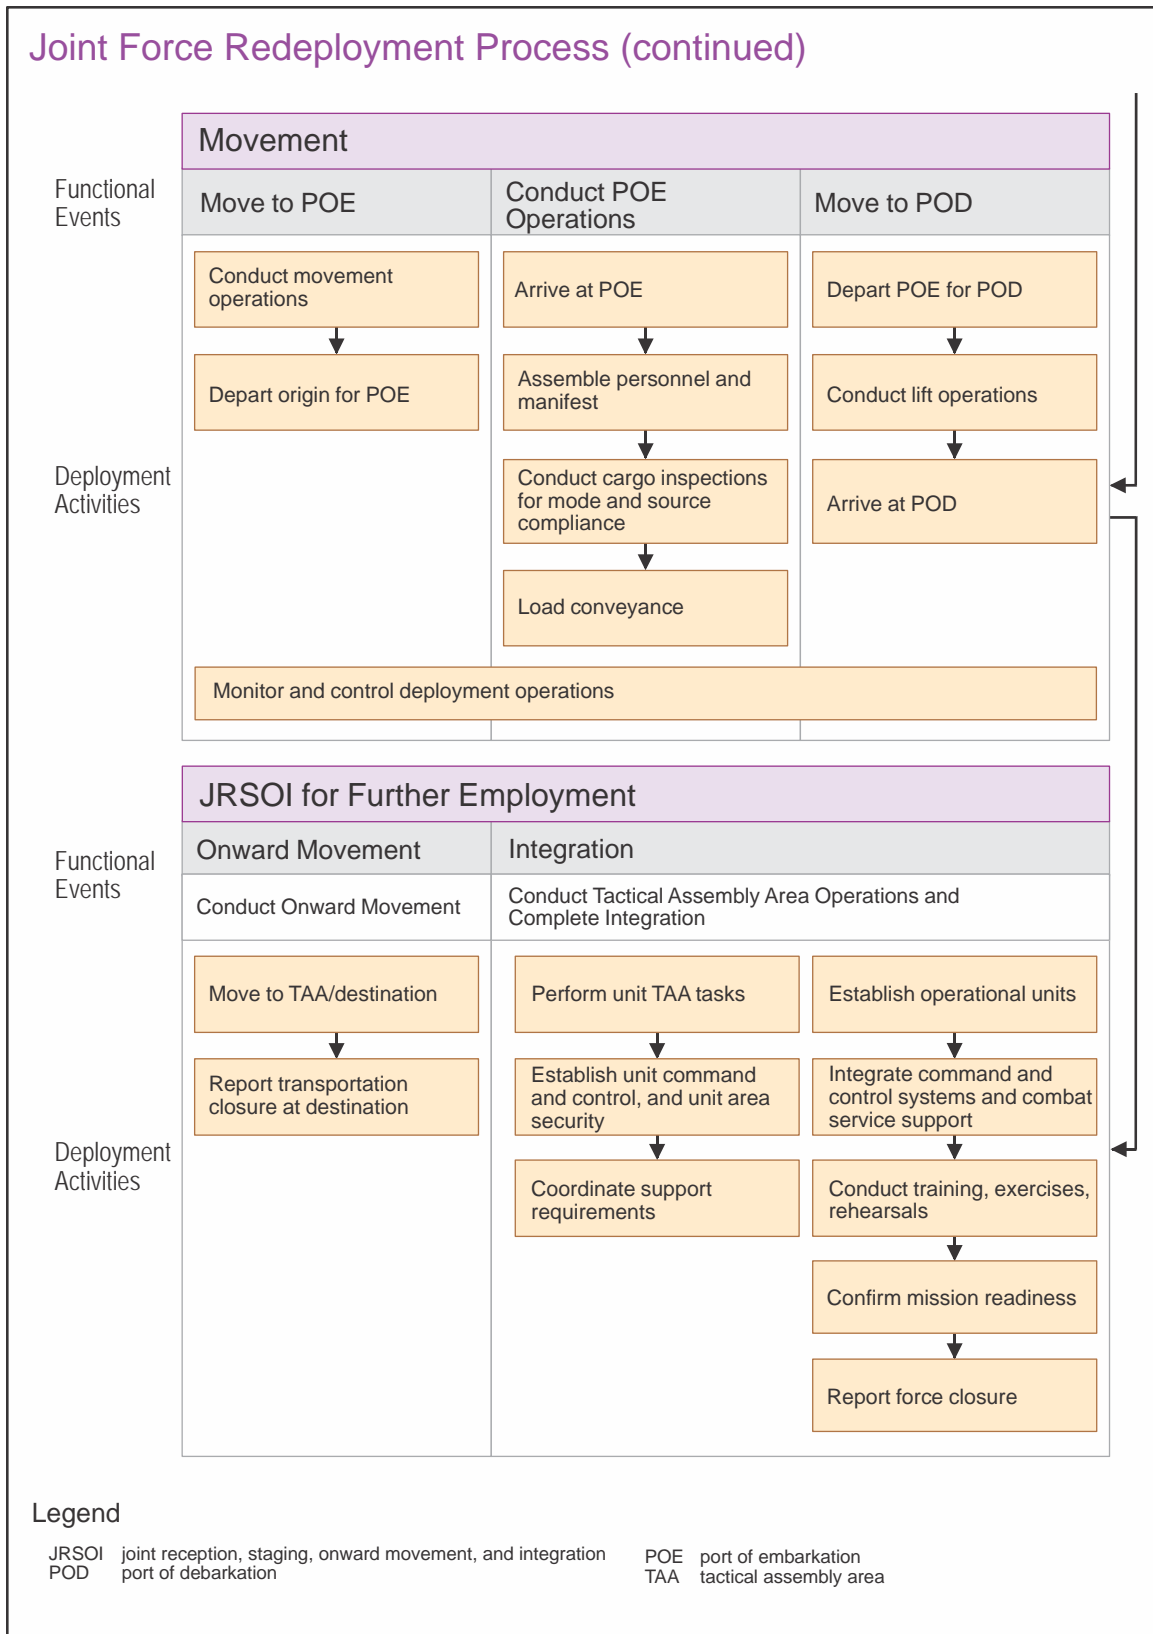 Joint Force Redeployment Process (continued)
Movement
Functional
Events
Move to POE
Conduct POE
Operations
Move to POD
Deployment
Activities
Conduct movement
operations
Depart origin for POE
Arrive at POE
Assemble personnel and
manifest
Conduct cargo inspections
for mode and source
compliance
Load conveyance
Depart POE for POD
Conduct lift operations
Arrive at POD
Monitor and control deployment operations
JRSOI for Further Employment
Functional
Events
Onward Movement
Integration
Conduct Onward Movement
Conduct Tactical Assembly Area Operations and
Complete Integration
Deployment
Activities
Move to TAA/destination
Report transportation
closure at destination
Perform unit TAA tasks
Establish unit command
and control, and unit area
security
Coordinate support
requirements
Establish operational units
Integrate command and
control systems and combat
service support
Conduct training, exercises,
rehearsals
Confirm mission readiness
Report force closure
Legend
JRSOI joint reception, staging, onward movement, and integration
POD port of debarkation
POE port of embarkation
TAA tactical assembly area